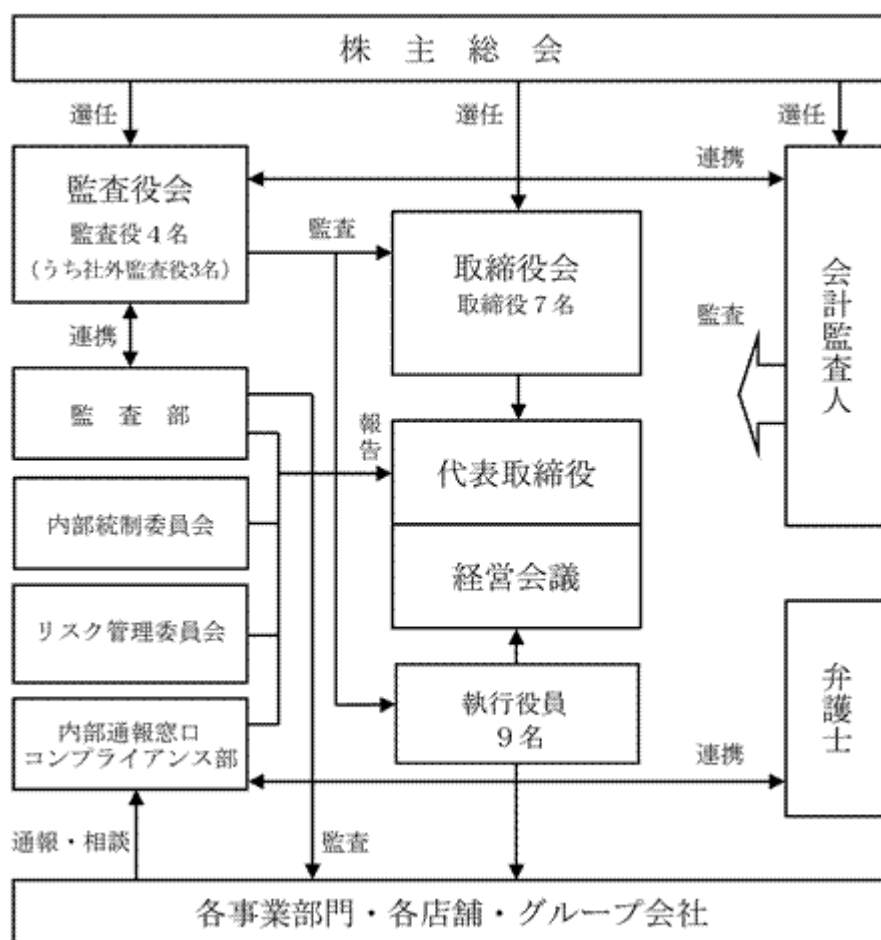 株主総会
選任
選任
選任
監査役会
監査役４名
（うち社外監査役3名）
連携
監査
取締役会
取締役７名
会計監査人
監査
連携
監査部
報告
代表取締役
経営会議
内部統制委員会
リスク管理委員会
内部通報窓口
コンプライアンス部
執行役員
９名
弁護士
連携
通報・相談
監査
各事業部門・各店舗・グループ会社